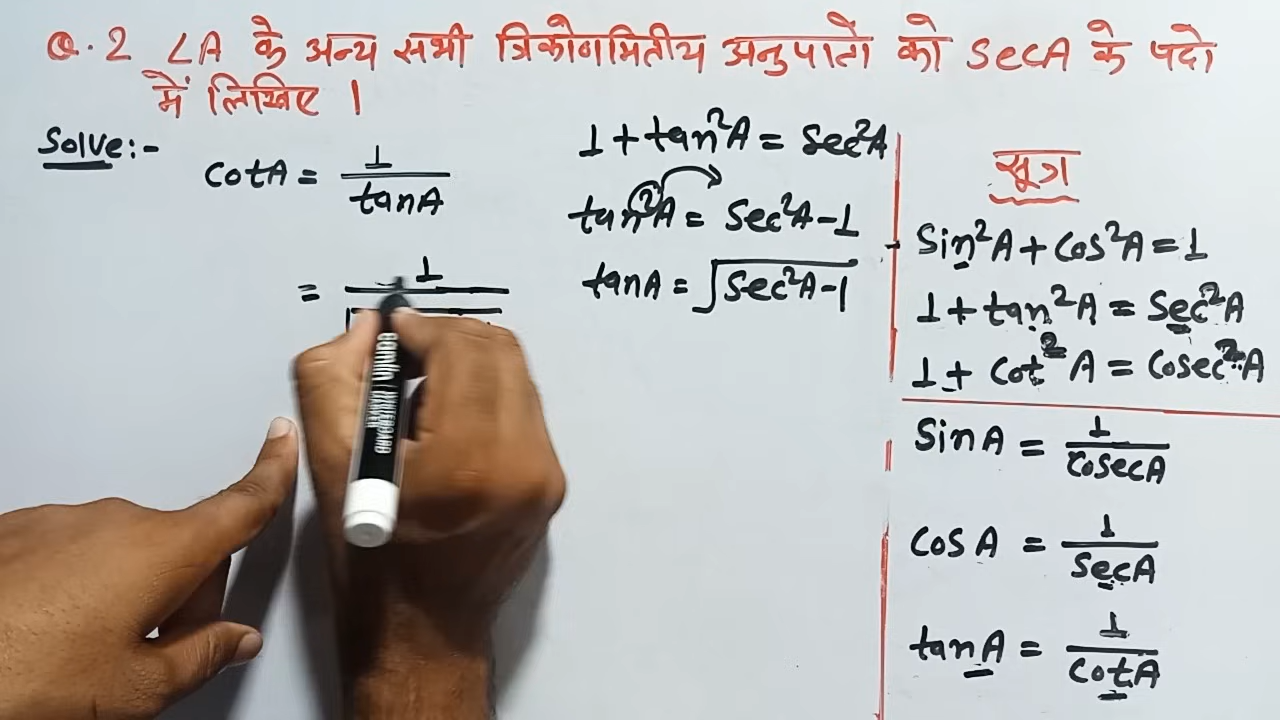 Q.2 ∠A के अन्य सभी त्रिकोणमितीय अनुपातो को SecA के पदो
में लिखिए ।
Solve:-
CotA = 1/tanA
= 1/√
1 + tan²A = Sec²A
tan²A = Sec²A - 1
tanA = √Sec²A-1
सूत्र
Sin²A + Cos²A = 1
1 + tan²A = Sec²A
1 + Cot²A = Cosec²A
SinA = 1/CosecA
CosA = 1/SecA
tanA = 1/CotA